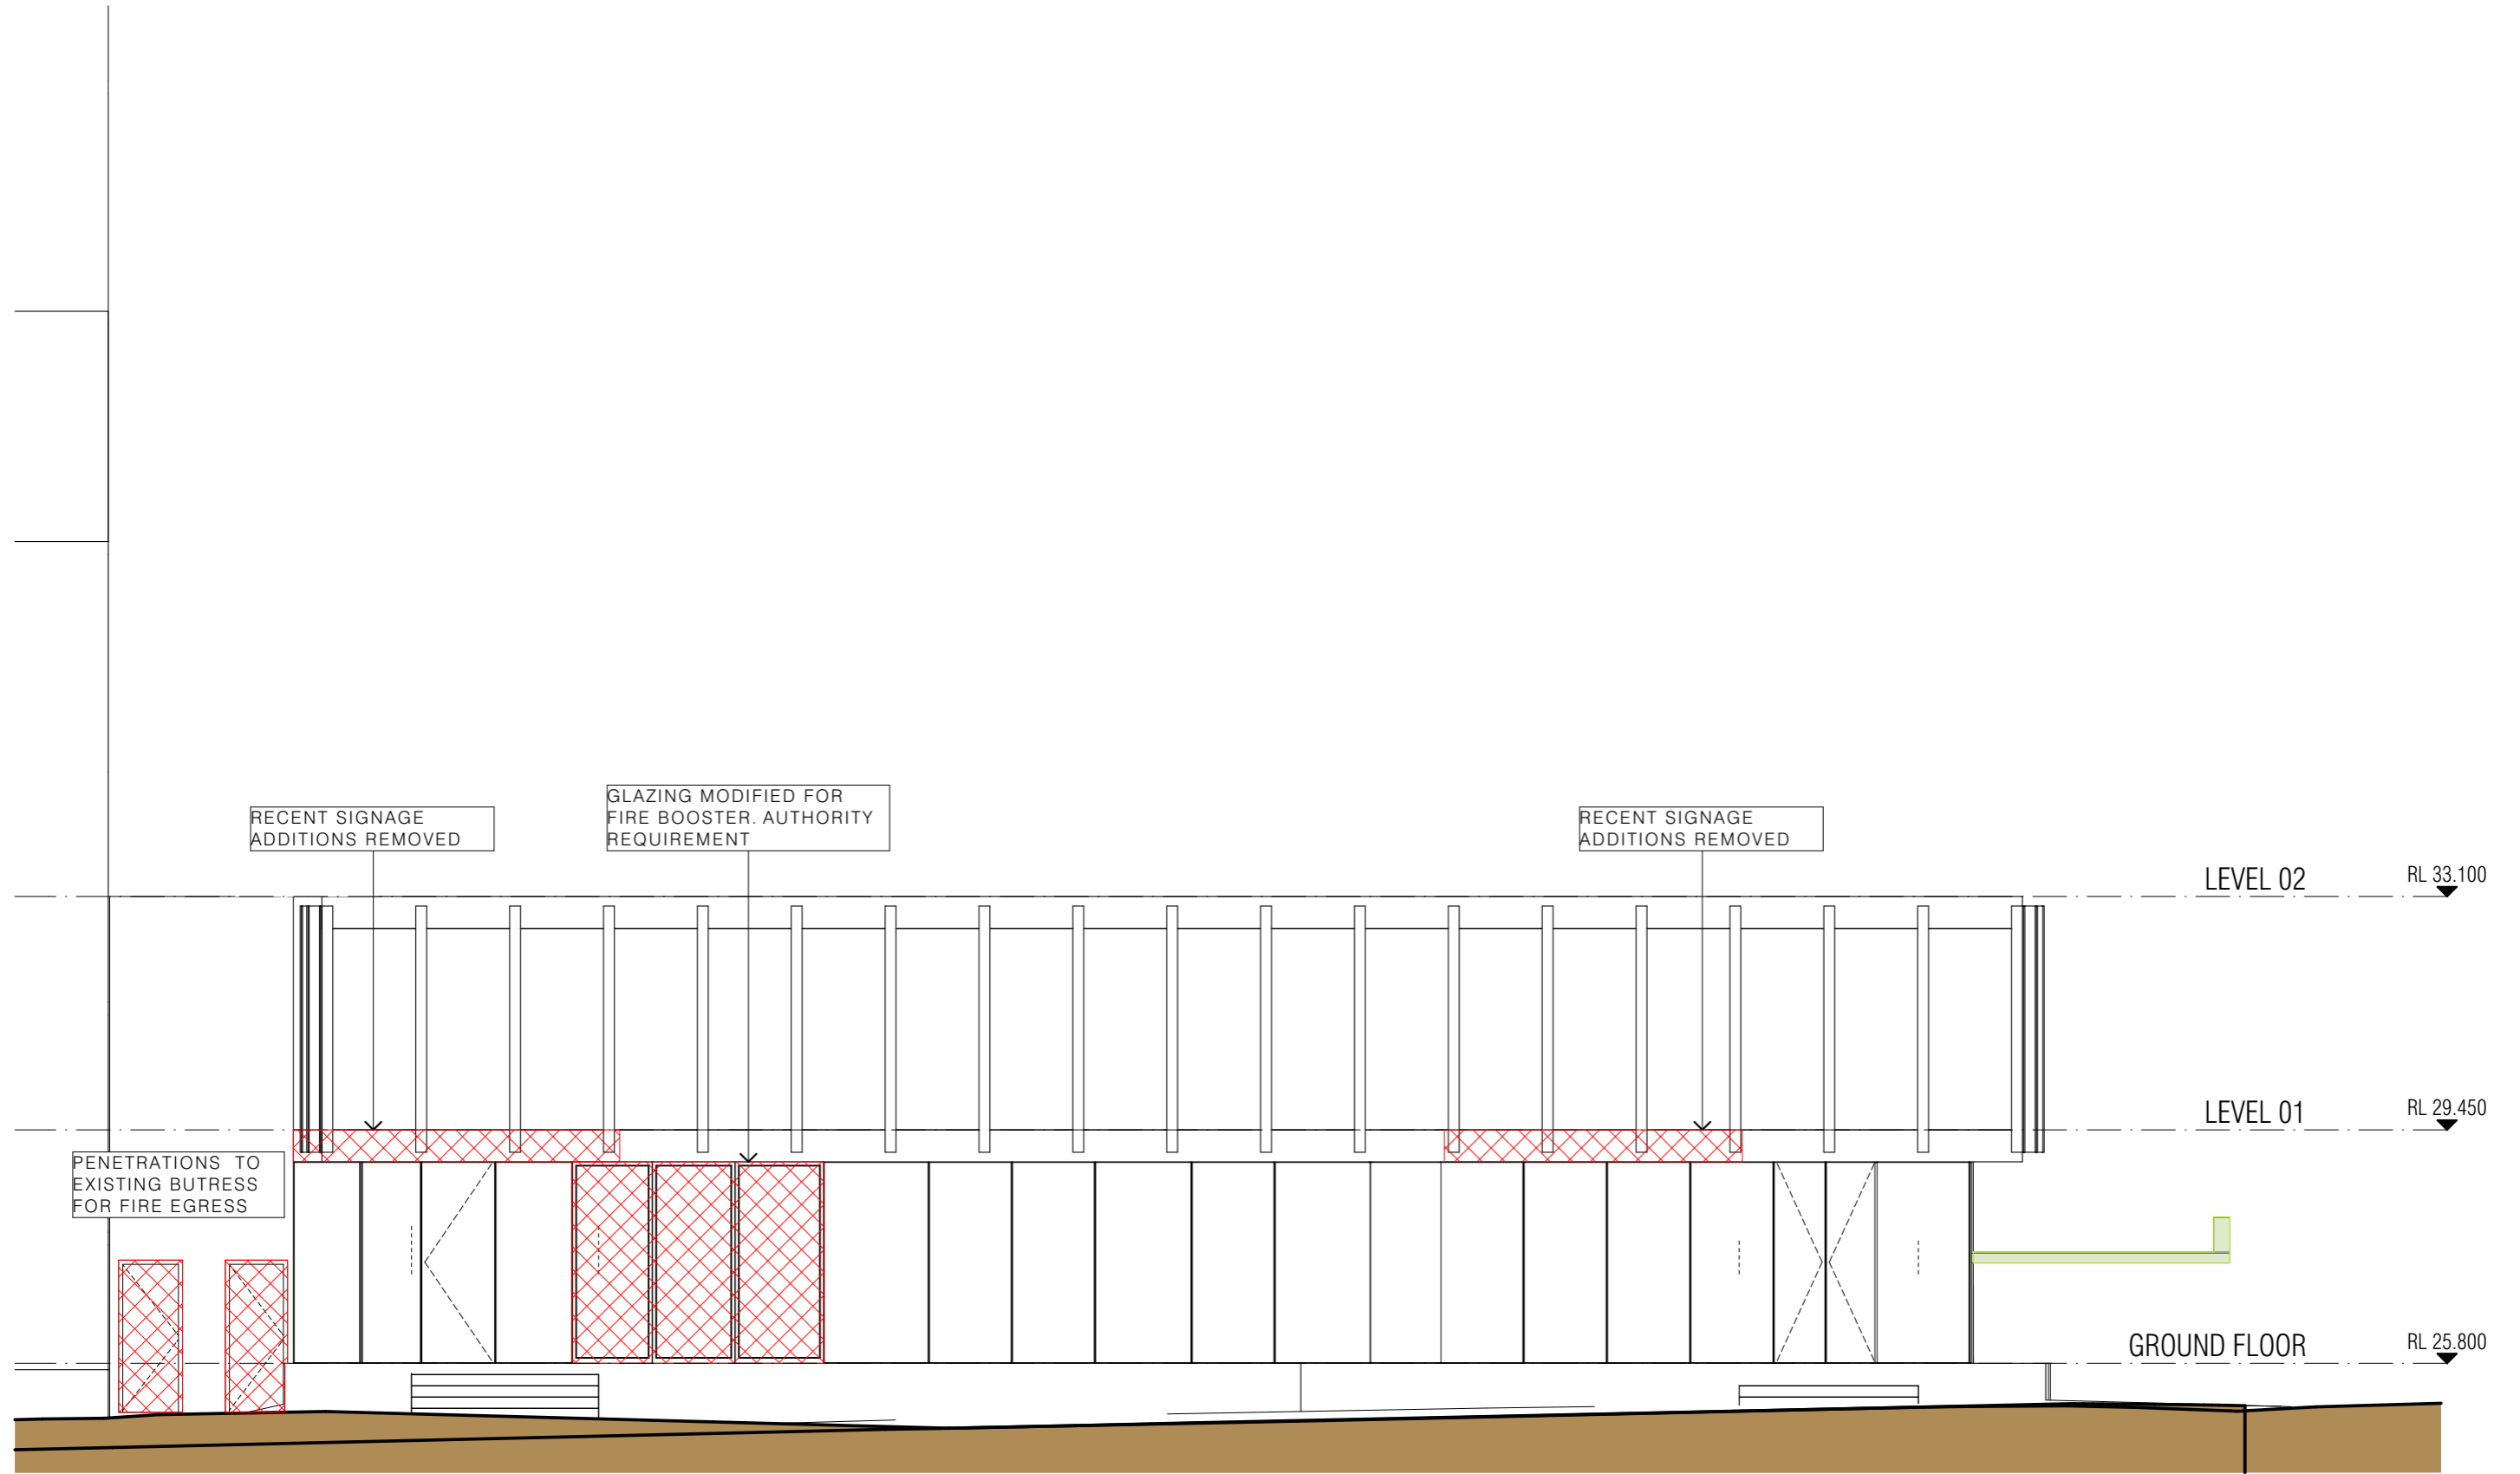 GLAZING MODIFIED FOR
FIRE BOOSTER. AUTHORITY
REQUIREMENT
RECENT SIGNAGE
ADDITIONS REMOVED
RECENT SIGNAGE
ADDITIONS REMOVED
LEVEL 02
RL 33.100
LEVEL 01
RL 29.450
PENETRATIONS TO
EXISTING BUTRESS
FOR FIRE EGRESS
GROUND FLOOR
RL 25.800